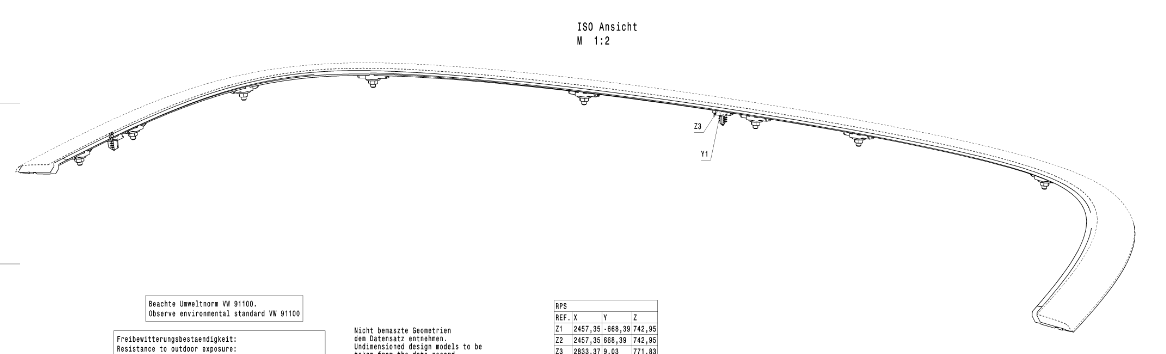 ISO Ansicht
M 1:2
Z3
Y1
Beachte Umweltnorm VW 91100.
Observe environmental standard VW 91100
Freibewitterungsbestaendigkeit:
Resistance to outdoor exposure:
Nicht bemaszte Geometrien
dem Datensatz entnehmen.
Undimensioned design models to be
RPS
REF. X Y Z
Z1 2457,35 -668,39 742,95
Z2 2457,35 668,39 742,95
Z3 2833,37 9,03 771,83